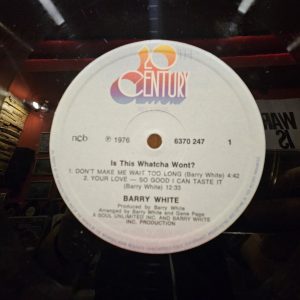 20
CENTURY
ncb ℗ 1976 6370 247 1
Is This Whatcha Wont?
1. DON'T MAKE ME WAIT TOO LONG (Barry White) 4:42
2. YOUR LOVE — SO GOOD I CAN TASTE IT
(Barry White) 12:33
BARRY WHITE
Produced by Barry White
Arranged by Barry White and Gene Page
A SOUL UNLIMITED INC. AND BARRY WHITE
INC. PRODUCTION